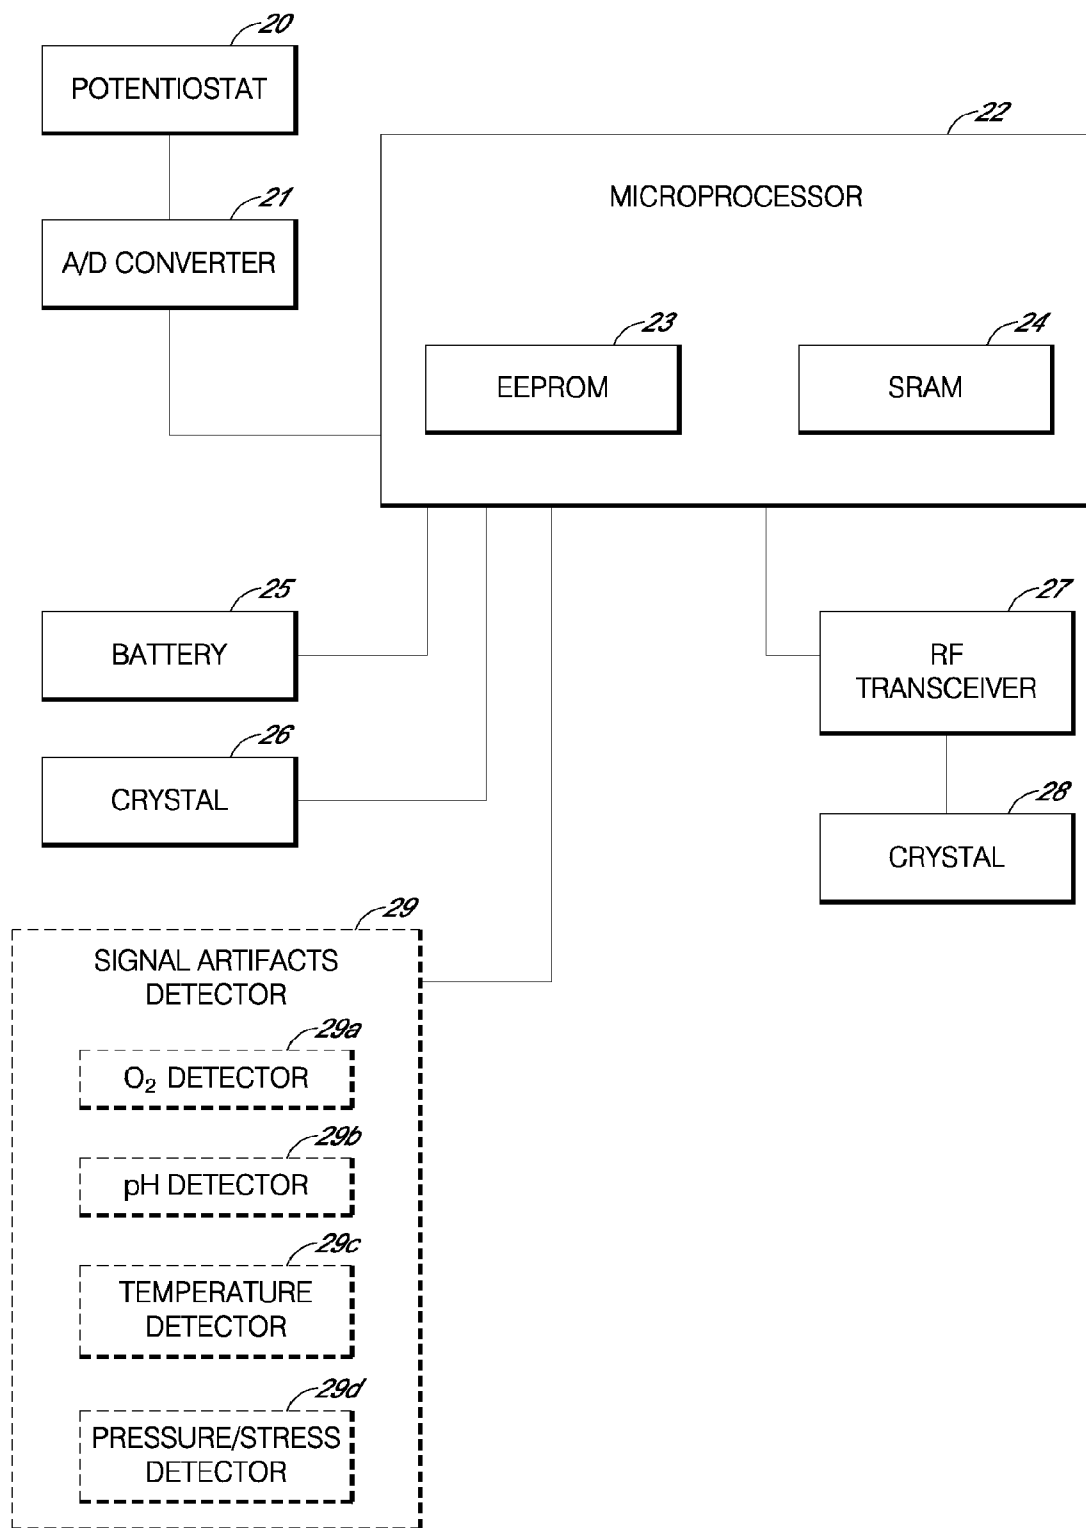 20
POTENTIOSTAT
22
MICROPROCESSOR
21
A/D CONVERTER
23
EEPROM
24
SRAM
25
BATTERY
27
RF
TRANSCEIVER
26
CRYSTAL
28
CRYSTAL
29
SIGNAL ARTIFACTS
DETECTOR
29a
O₂ DETECTOR
29b
pH DETECTOR
29c
TEMPERATURE
DETECTOR
29d
PRESSURE/STRESS
DETECTOR